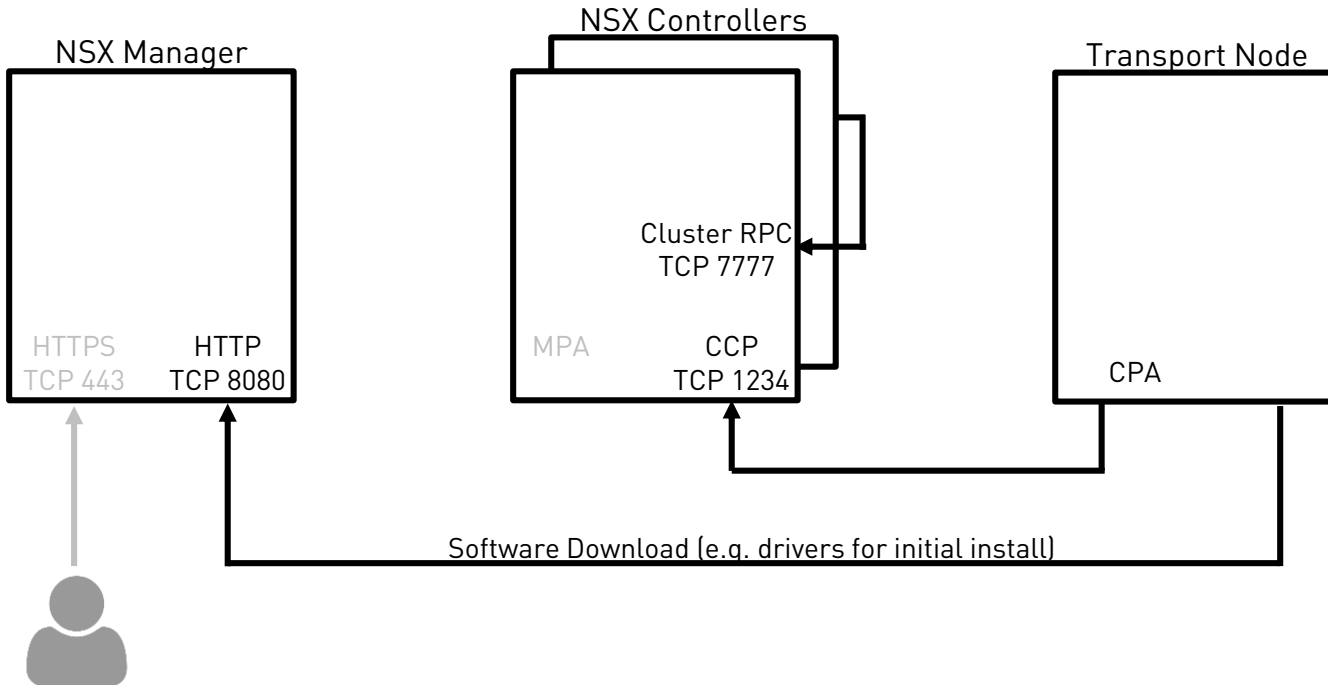 NSX Manager
NSX Controllers
Transport Node
Cluster RPC
TCP 7777
HTTPS
TCP 443
HTTP
TCP 8080
MPA
CCP
TCP 1234
CPA
Software Download (e.g. drivers for initial install)